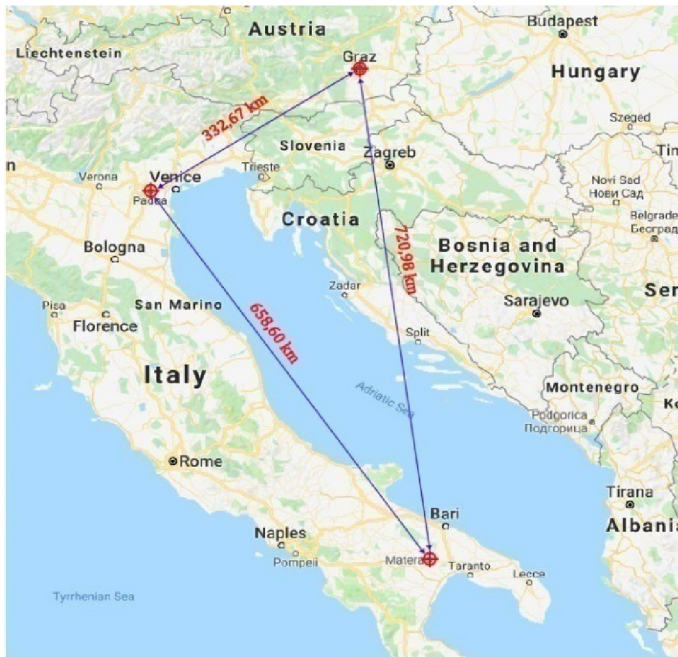 Budapest
Austria
Liechtenstein
Graz
Hungary
332,67 km
Szeged
Slovenia
Zagreb
Tin
n
Verona
Venice
Trieste
Padua
Novi Sad
Нови Сад
Croatia
Belgrade
Београд
Bologna
720,98 km
Bosnia and
Herzegovina
Ser
Zadar
San Marino
Sarajevo
Pisa
Florence
658,60 km
Split
Italy
Adriatic Sea
Montenegro
Ko
Podgorica
Подгорица
Rome
Tirana
Bari
Albani
Naples
Pompeii
Matera
Taranto
Lecce
Tyrrhenian Sea